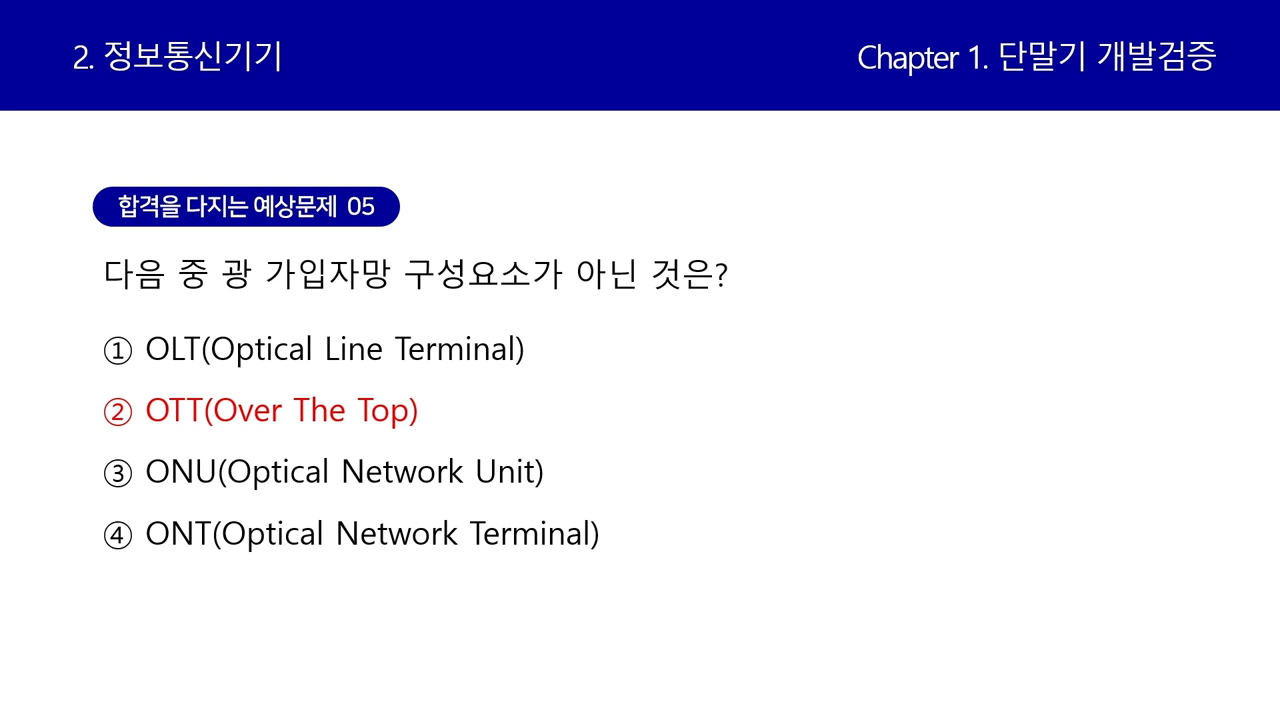 2. 정보통신기기
Chapter 1. 단말기 개발검증
합격을 다지는 예상문제 05
다음 중 광 가입자망 구성요소가 아닌 것은?
① OLT(Optical Line Terminal)
② OTT(Over The Top)
③ ONU(Optical Network Unit)
④ ONT(Optical Network Terminal)